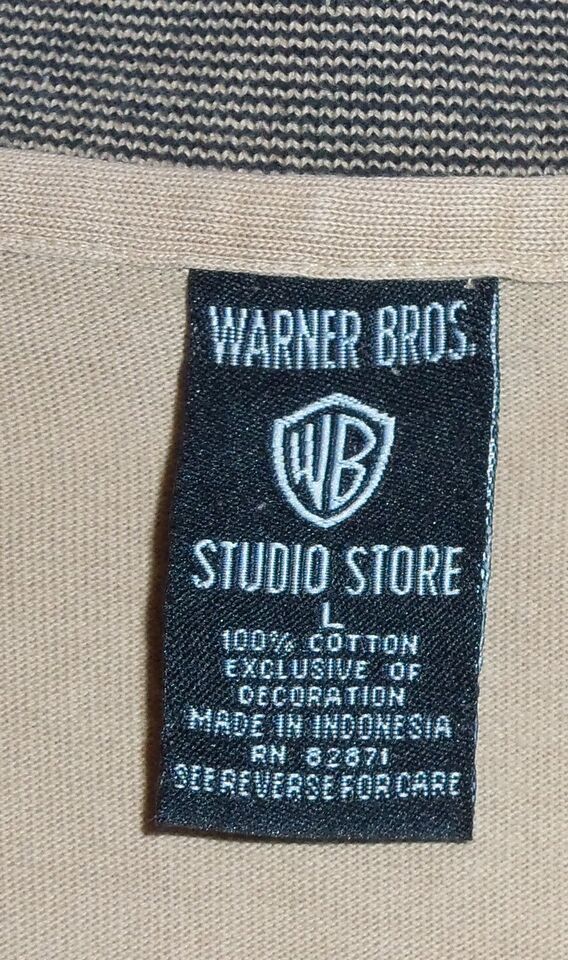 WARNER BROS.
WB
STUDIO STORE
L
100% COTTON
EXCLUSIVE OF
DECORATION
MADE IN INDONESIA
RN 82871
SEE REVERSE FOR CARE